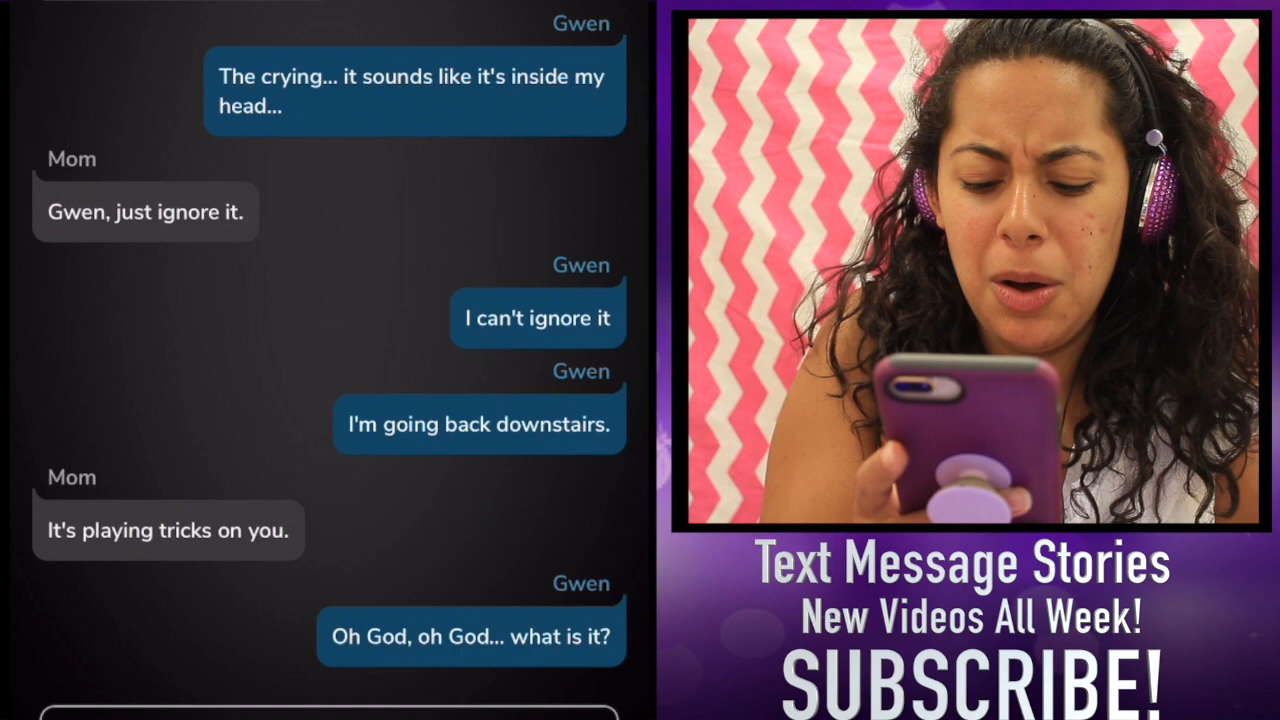 Gwen
The crying... it sounds like it's inside my
head...
Mom
Gwen, just ignore it.
Gwen
I can't ignore it
Gwen
I'm going back downstairs.
Mom
It's playing tricks on you.
Gwen
Oh God, oh God... what is it?
Text Message Stories
New Videos All Week!
SUBSCRIBE!